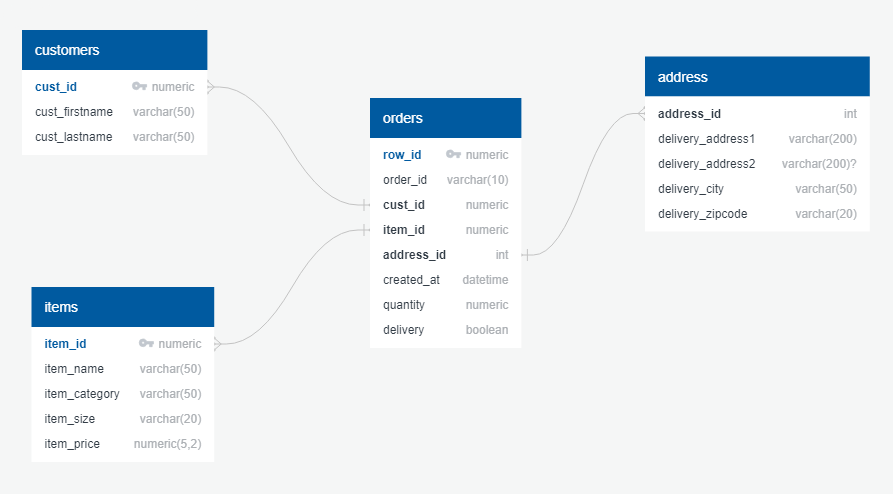 customers
cust_id numeric
cust_firstname varchar(50)
cust_lastname varchar(50)
orders
row_id numeric
order_id varchar(10)
cust_id numeric
item_id numeric
address_id int
created_at datetime
quantity numeric
delivery boolean
address
address_id int
delivery_address1 varchar(200)
delivery_address2 varchar(200)?
delivery_city varchar(50)
delivery_zipcode varchar(20)
items
item_id numeric
item_name varchar(50)
item_category varchar(50)
item_size varchar(20)
item_price numeric(5,2)